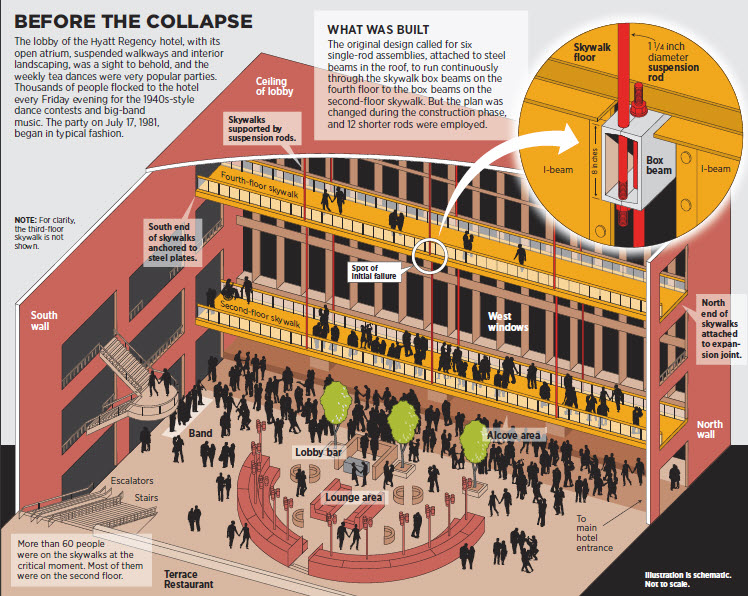 BEFORE THE COLLAPSE
The lobby of the Hyatt Regency hotel, with its
open atrium, suspended walkways and interior
landscaping, was a sight to behold, and the
weekly tea dances were very popular parties.
Thousands of people flocked to the hotel
every Friday evening for the 1940s-style
dance contests and big-band
music. The party on July 17, 1981,
began in typical fashion.
WHAT WAS BUILT
The original design called for six
single-rod assemblies, attached to steel
beams in the roof, to run continuously
through the skywalk box beams on the
fourth floor to the box beams on the
second-floor skywalk. But the plan was
changed during the construction phase,
and 12 shorter rods were employed.
Skywalk
floor
1 1/4 inch
diameter
suspension
rod
I-beam
8 inches
Box
beam
I-beam
Ceiling
of lobby
Skywalks
supported by
suspension rods.
Fourth-floor skywalk
NOTE: For clarity,
the third-floor
skywalk is not
shown.
South end
of skywalks
anchored to
steel plates.
Spot of
initial failure
Second-floor skywalk
South
wall
West
windows
North
end of
skywalks
attached
to expan-
sion joint.
North
wall
Band
Lobby bar
Alcove area
Lounge area
Escalators
Stairs
To
main
hotel
entrance
More than 60 people
were on the skywalks at the
critical moment. Most of them
were on the second floor.
Terrace
Restaurant
Illustration is schematic.
Not to scale.